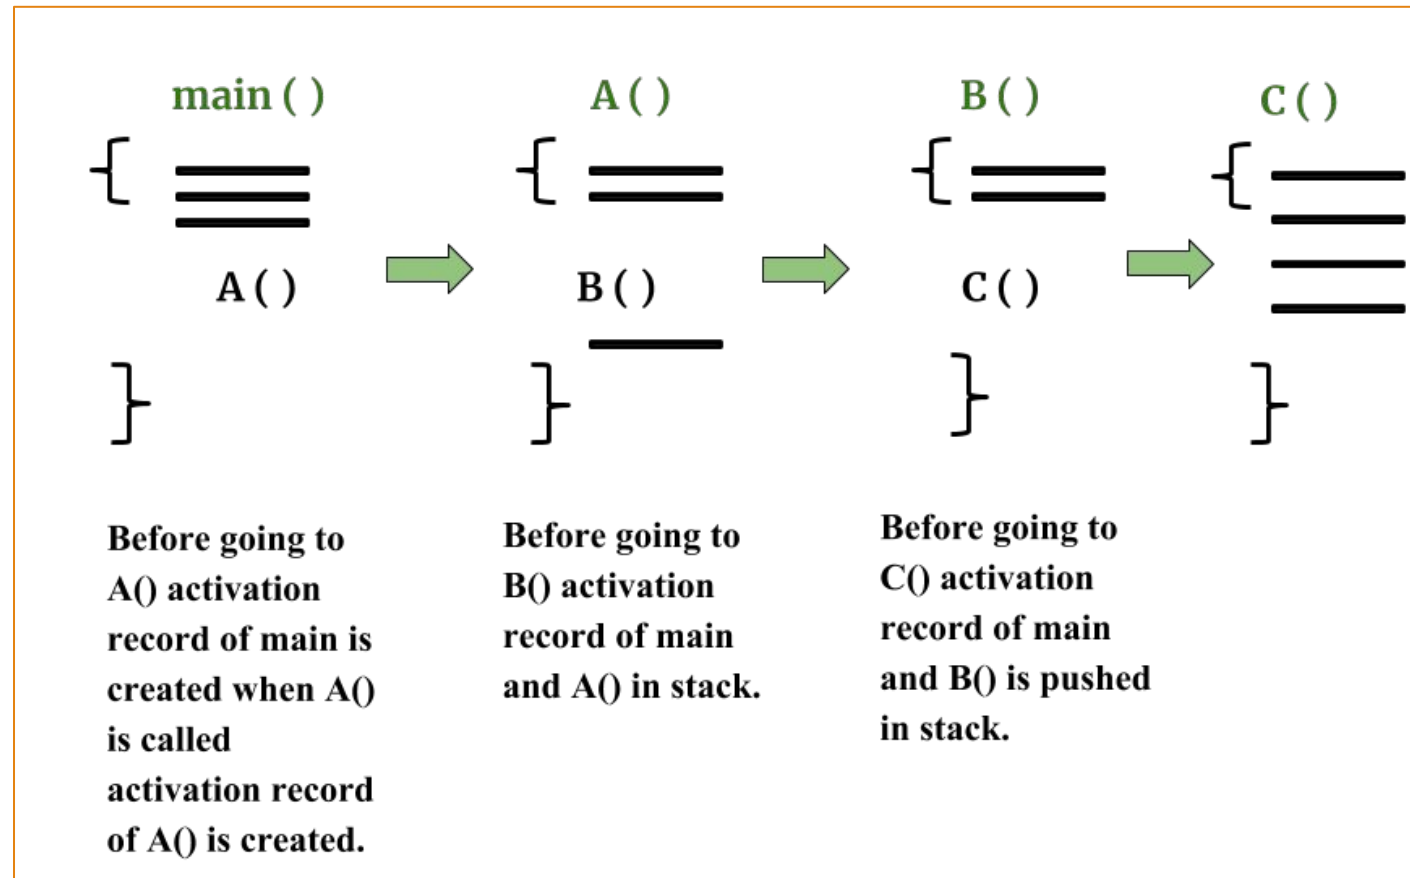 main ( )
A ( )
B ( )
C ( )
A ( )
B ( )
C ( )
Before going to
A() activation
record of main is
created when A()
is called
activation record
of A() is created.
Before going to
B() activation
record of main
and A() in stack.
Before going to
C() activation
record of main
and B() is pushed
in stack.